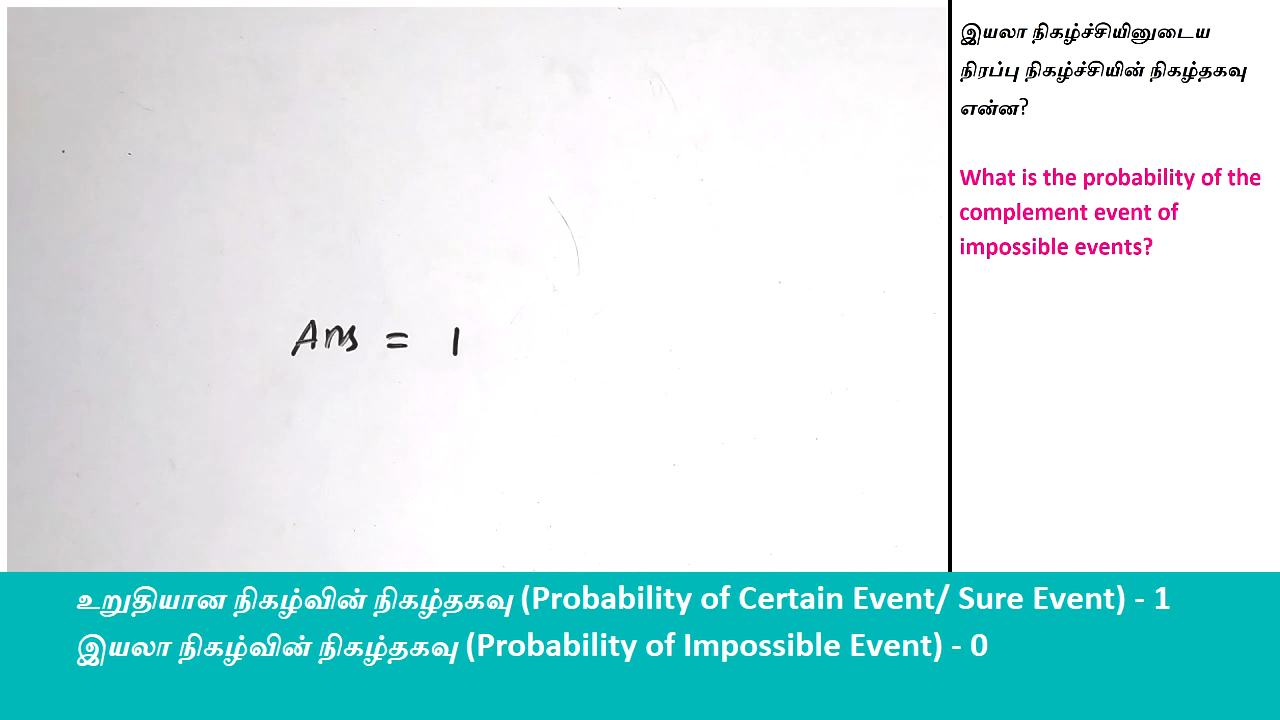 இயலா நிகழ்ச்சியினுடைய
நிரப்பு நிகழ்ச்சியின் நிகழ்தகவு
என்ன?
What is the probability of the
complement event of
impossible events?
Ans = 1
உறுதியான நிகழ்வின் நிகழ்தகவு (Probability of Certain Event/ Sure Event) - 1
இயலா நிகழ்வின் நிகழ்தகவு (Probability of Impossible Event) - 0